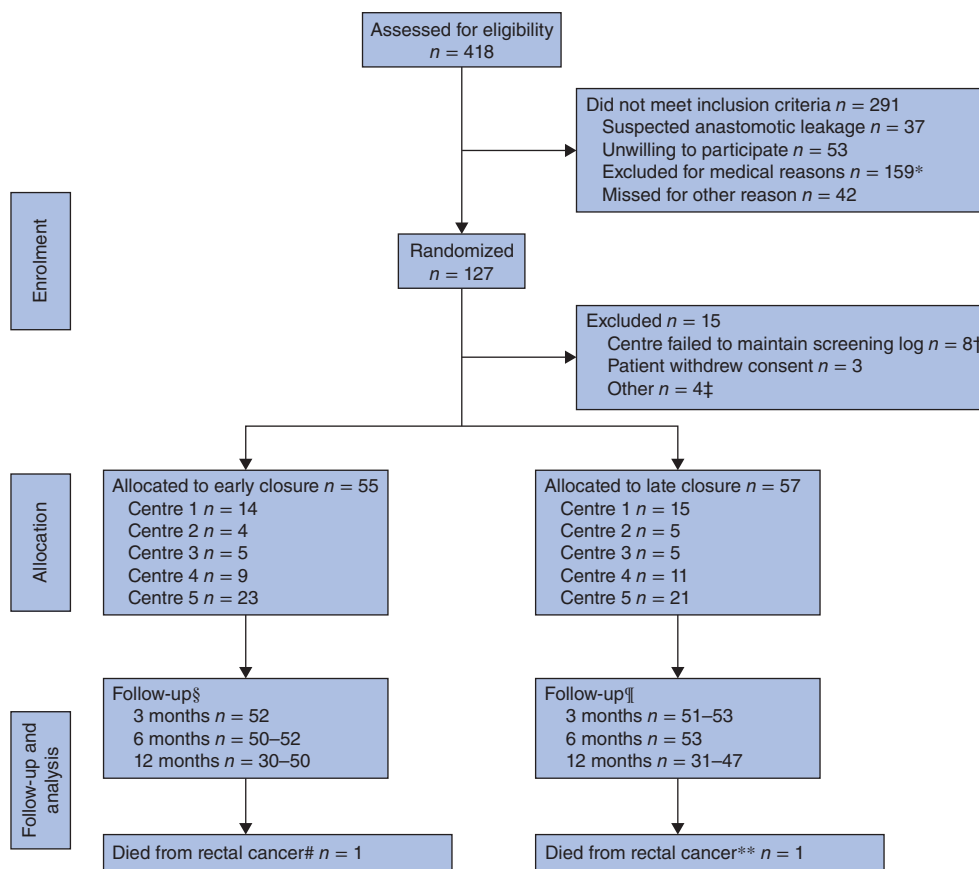 Assessed for eligibility
n = 418
Did not meet inclusion criteria n = 291
Suspected anastomotic leakage n = 37
Unwilling to participate n = 53
Excluded for medical reasons n = 159*
Missed for other reason n = 42
Enrolment
Randomized
n = 127
Excluded n = 15
Centre failed to maintain screening log n = 8†
Patient withdrew consent n = 3
Other n = 4‡
Allocation
Allocated to early closure n = 55
Centre 1 n = 14
Centre 2 n = 4
Centre 3 n = 5
Centre 4 n = 9
Centre 5 n = 23
Allocated to late closure n = 57
Centre 1 n = 15
Centre 2 n = 5
Centre 3 n = 5
Centre 4 n = 11
Centre 5 n = 21
Follow-up and
analysis
Follow-up§
3 months n = 52
6 months n = 50–52
12 months n = 30–50
Follow-up¶
3 months n = 51–53
6 months n = 53
12 months n = 31–47
Died from rectal cancer# n = 1
Died from rectal cancer** n = 1